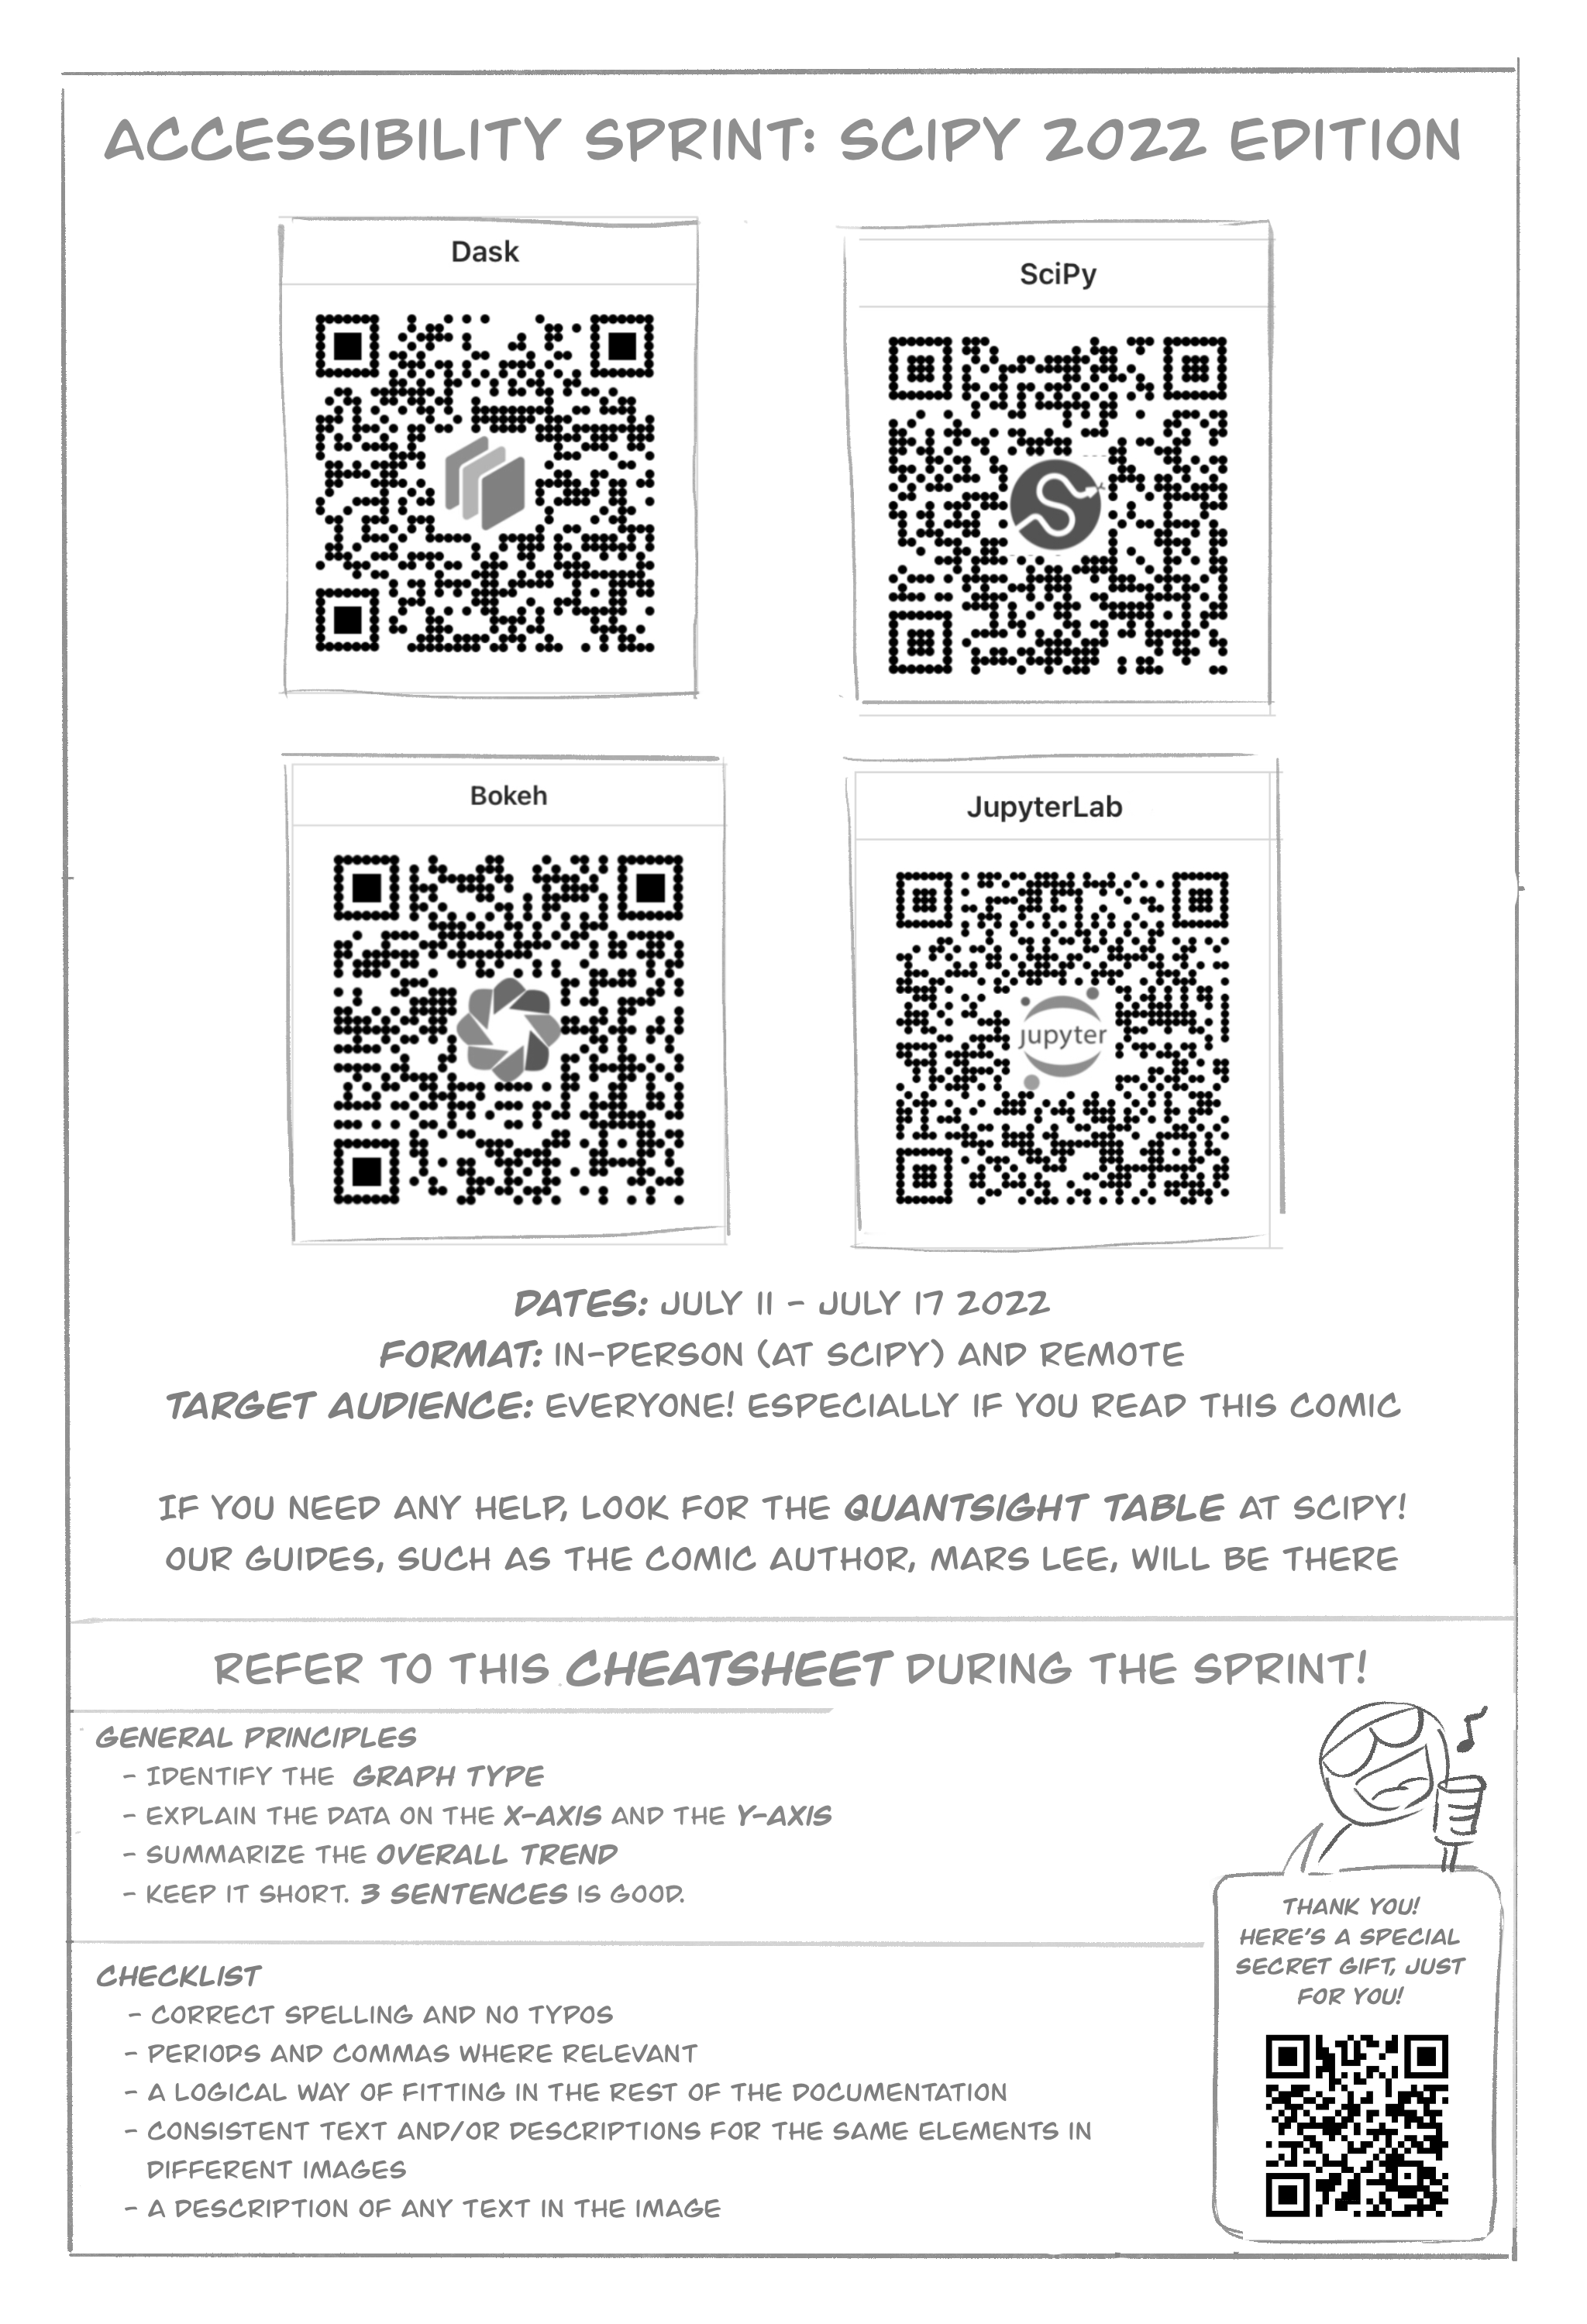 ACCESSIBILITY SPRINT: SCIPY 2022 EDITION
Dask
SciPy
Bokeh
JupyterLab
jupyter
DATES: JULY 11 - JULY 17 2022
FORMAT: IN-PERSON (AT SCIPY) AND REMOTE
TARGET AUDIENCE: EVERYONE! ESPECIALLY IF YOU READ THIS COMIC
IF YOU NEED ANY HELP, LOOK FOR THE QUANTSIGHT TABLE AT SCIPY!
OUR GUIDES, SUCH AS THE COMIC AUTHOR, MARS LEE, WILL BE THERE
REFER TO THIS CHEATSHEET DURING THE SPRINT!
GENERAL PRINCIPLES
- IDENTIFY THE GRAPH TYPE
- EXPLAIN THE DATA ON THE X-AXIS AND THE Y-AXIS
- SUMMARIZE THE OVERALL TREND
- KEEP IT SHORT. 3 SENTENCES IS GOOD.
CHECKLIST
- CORRECT SPELLING AND NO TYPOS
- PERIODS AND COMMAS WHERE RELEVANT
- A LOGICAL WAY OF FITTING IN THE REST OF THE DOCUMENTATION
- CONSISTENT TEXT AND/OR DESCRIPTIONS FOR THE SAME ELEMENTS IN
DIFFERENT IMAGES
- A DESCRIPTION OF ANY TEXT IN THE IMAGE
THANK YOU!
HERE'S A SPECIAL
SECRET GIFT, JUST
FOR YOU!